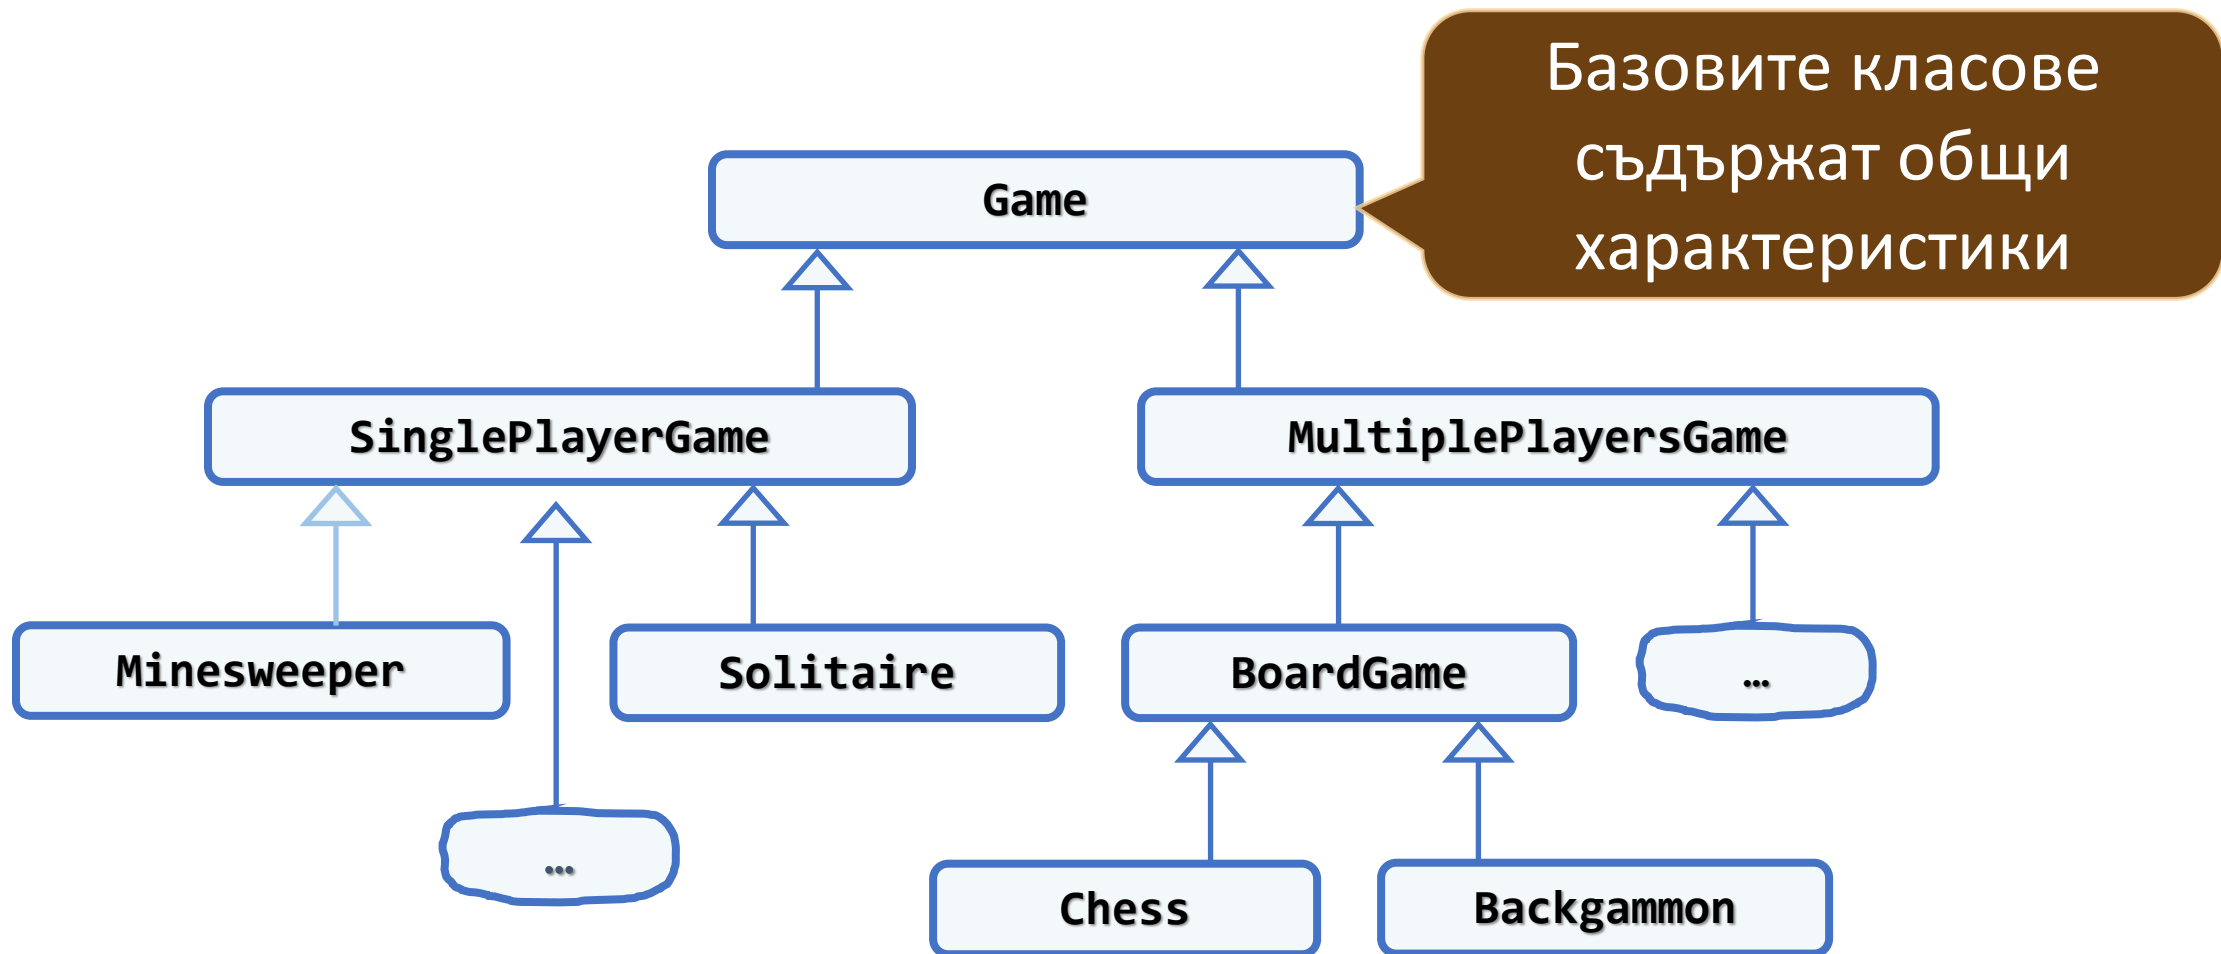 Базовите класове
съдържат общи
характеристики
Game
SinglePlayerGame
MultiplePlayersGame
Minesweeper
Solitaire
BoardGame
…
…
Chess
Backgammon